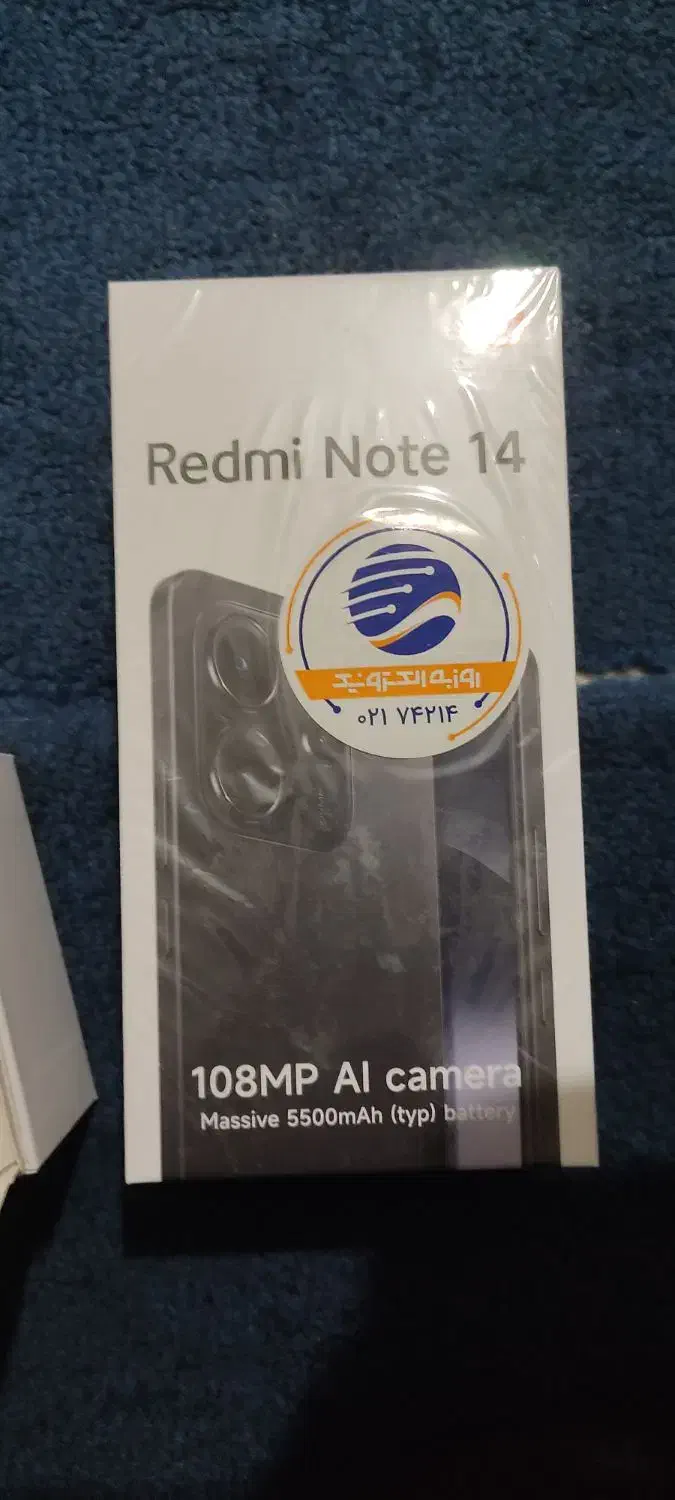 Redmi Note 14
روزبه الکترونیک
۰۲۱ ۷۴۲۱۴
108MP AI camera
Massive 5500mAh (typ) battery